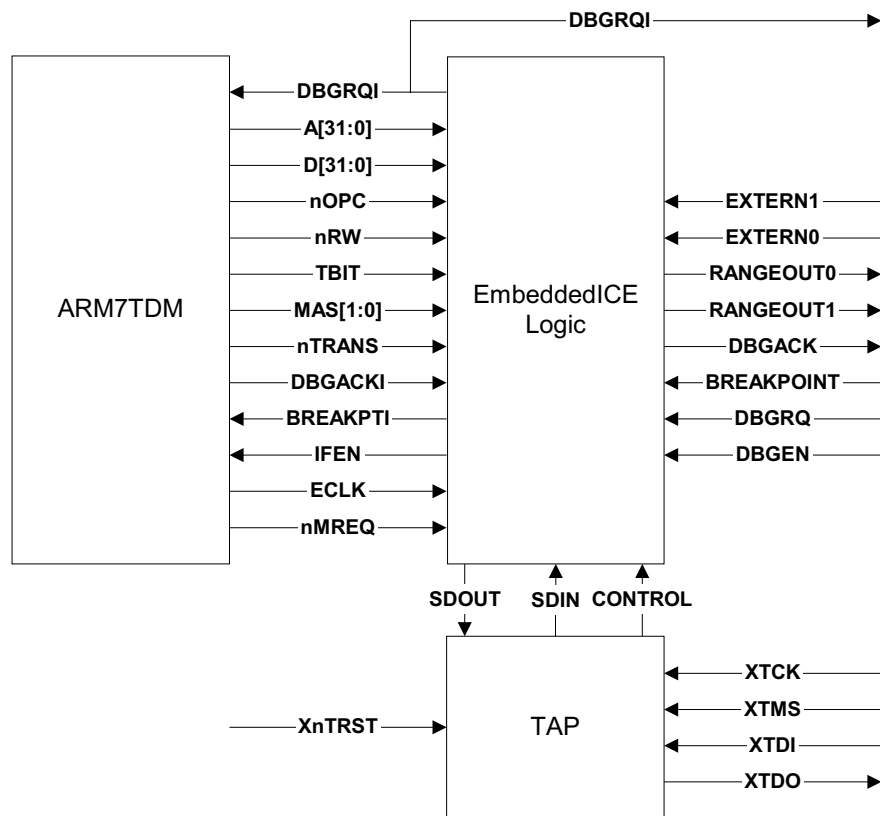 DBGRQI
DBGRQI
A[31:0]
D[31:0]
nOPC
EXTERN1
nRW
EXTERN0
TBIT
RANGEOUT0
ARM7TDM
EmbeddedICE
Logic
MAS[1:0]
RANGEOUT1
nTRANS
DBGACK
DBGACKI
BREAKPOINT
BREAKPTI
DBGRQ
IFEN
DBGEN
ECLK
nMREQ
SDOUT
SDIN
CONTROL
XTCK
XTMS
XnTRST
TAP
XTDI
XTDO